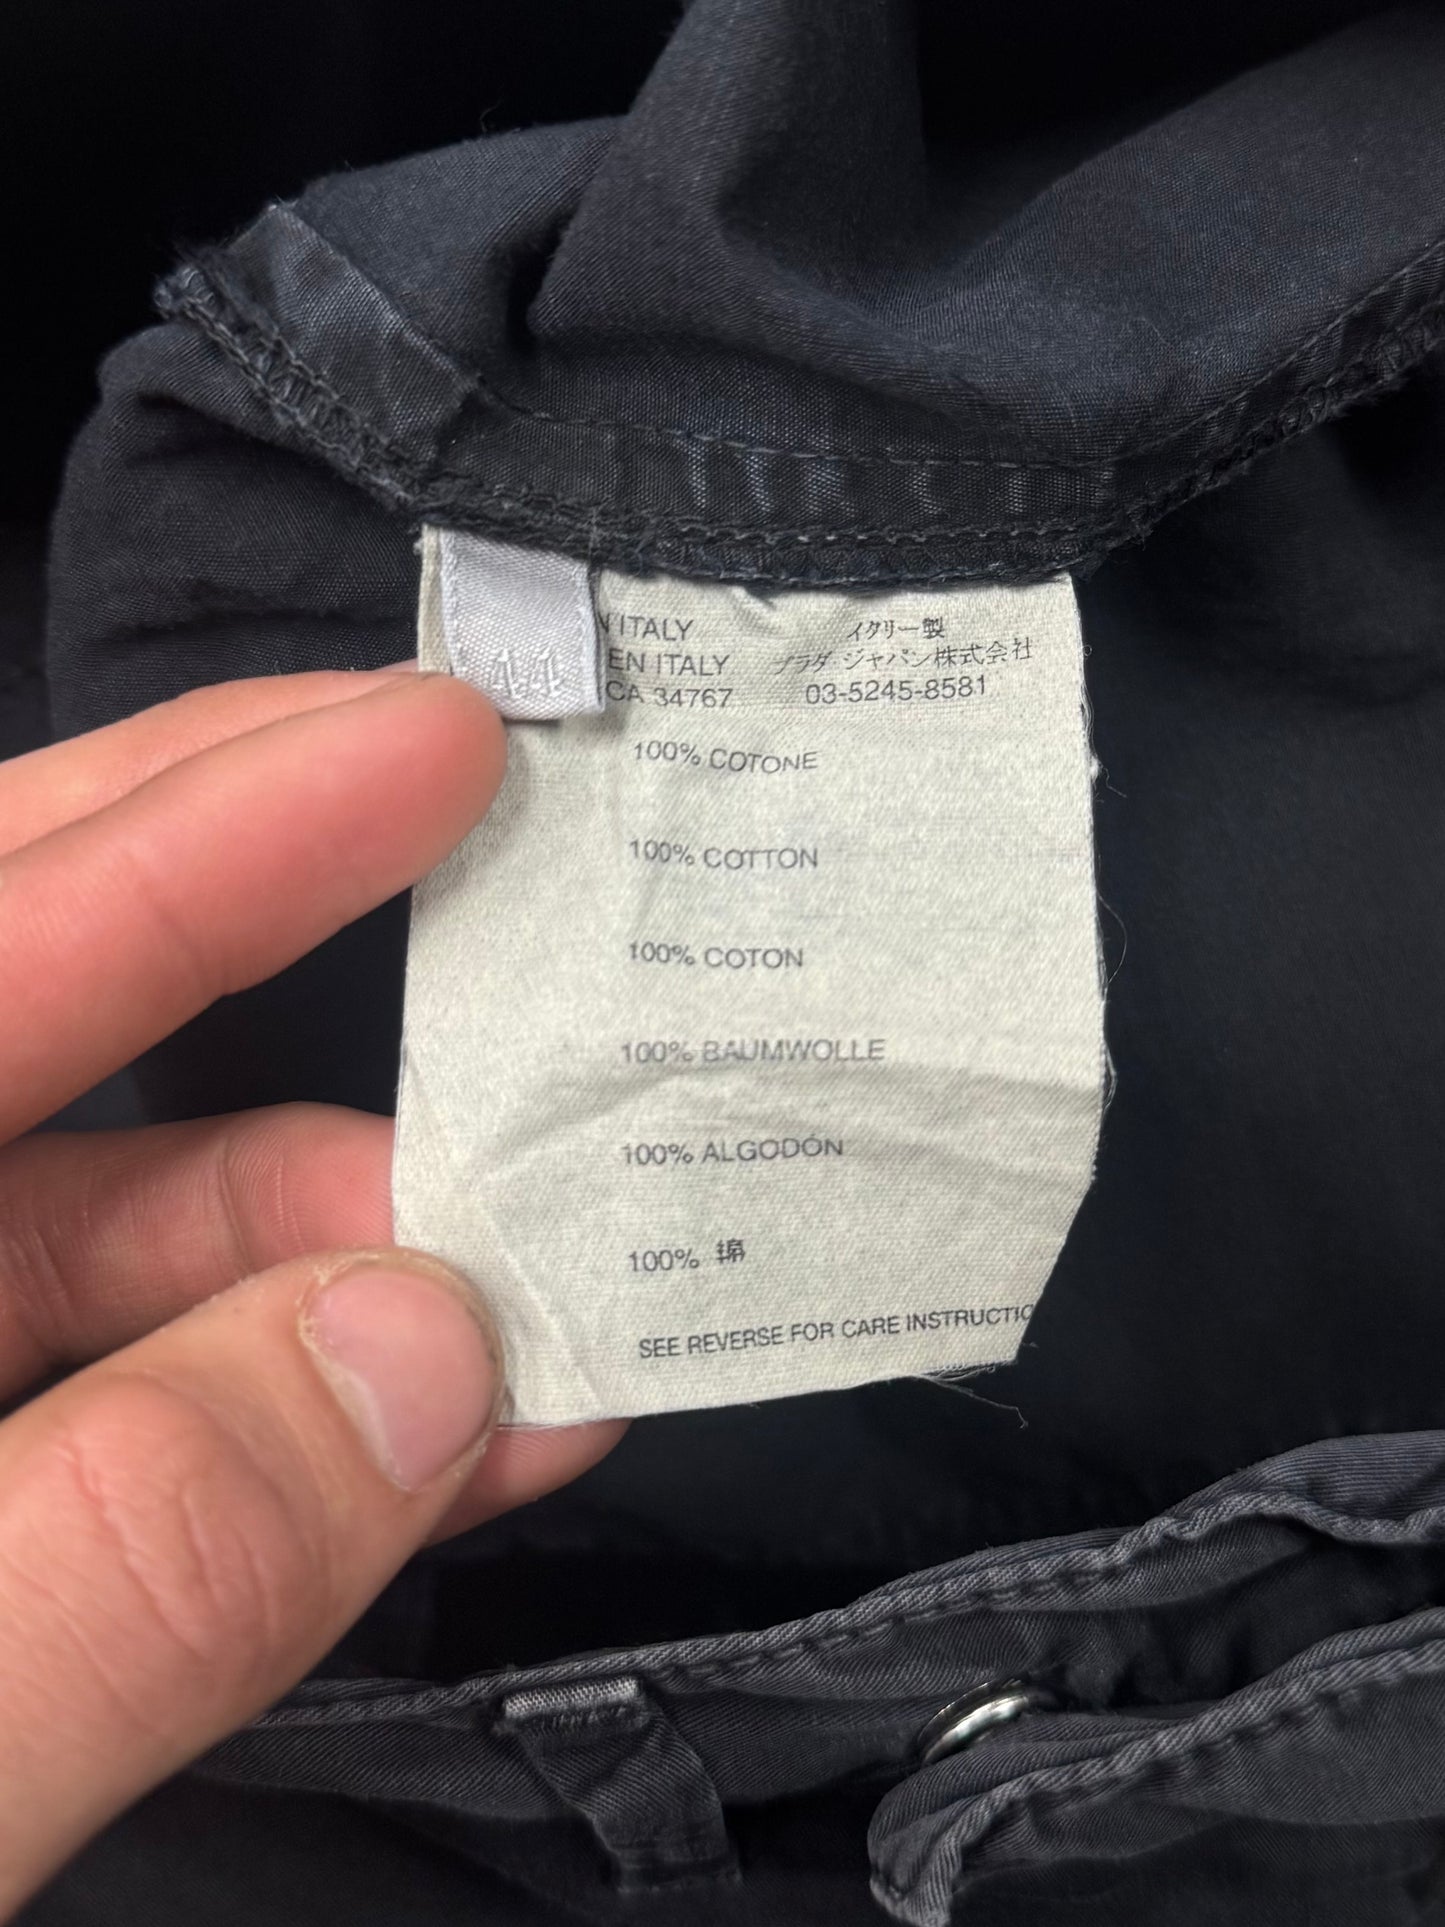 44
N ITALY
EN ITALY
CA 34767
イタリー製
プラダ ジャパン株式会社
03-5245-8581
100% COTONE
100% COTTON
100% COTON
100% BAUMWOLLE
100% ALGODÓN
100% 綿
SEE REVERSE FOR CARE INSTRUCTIO